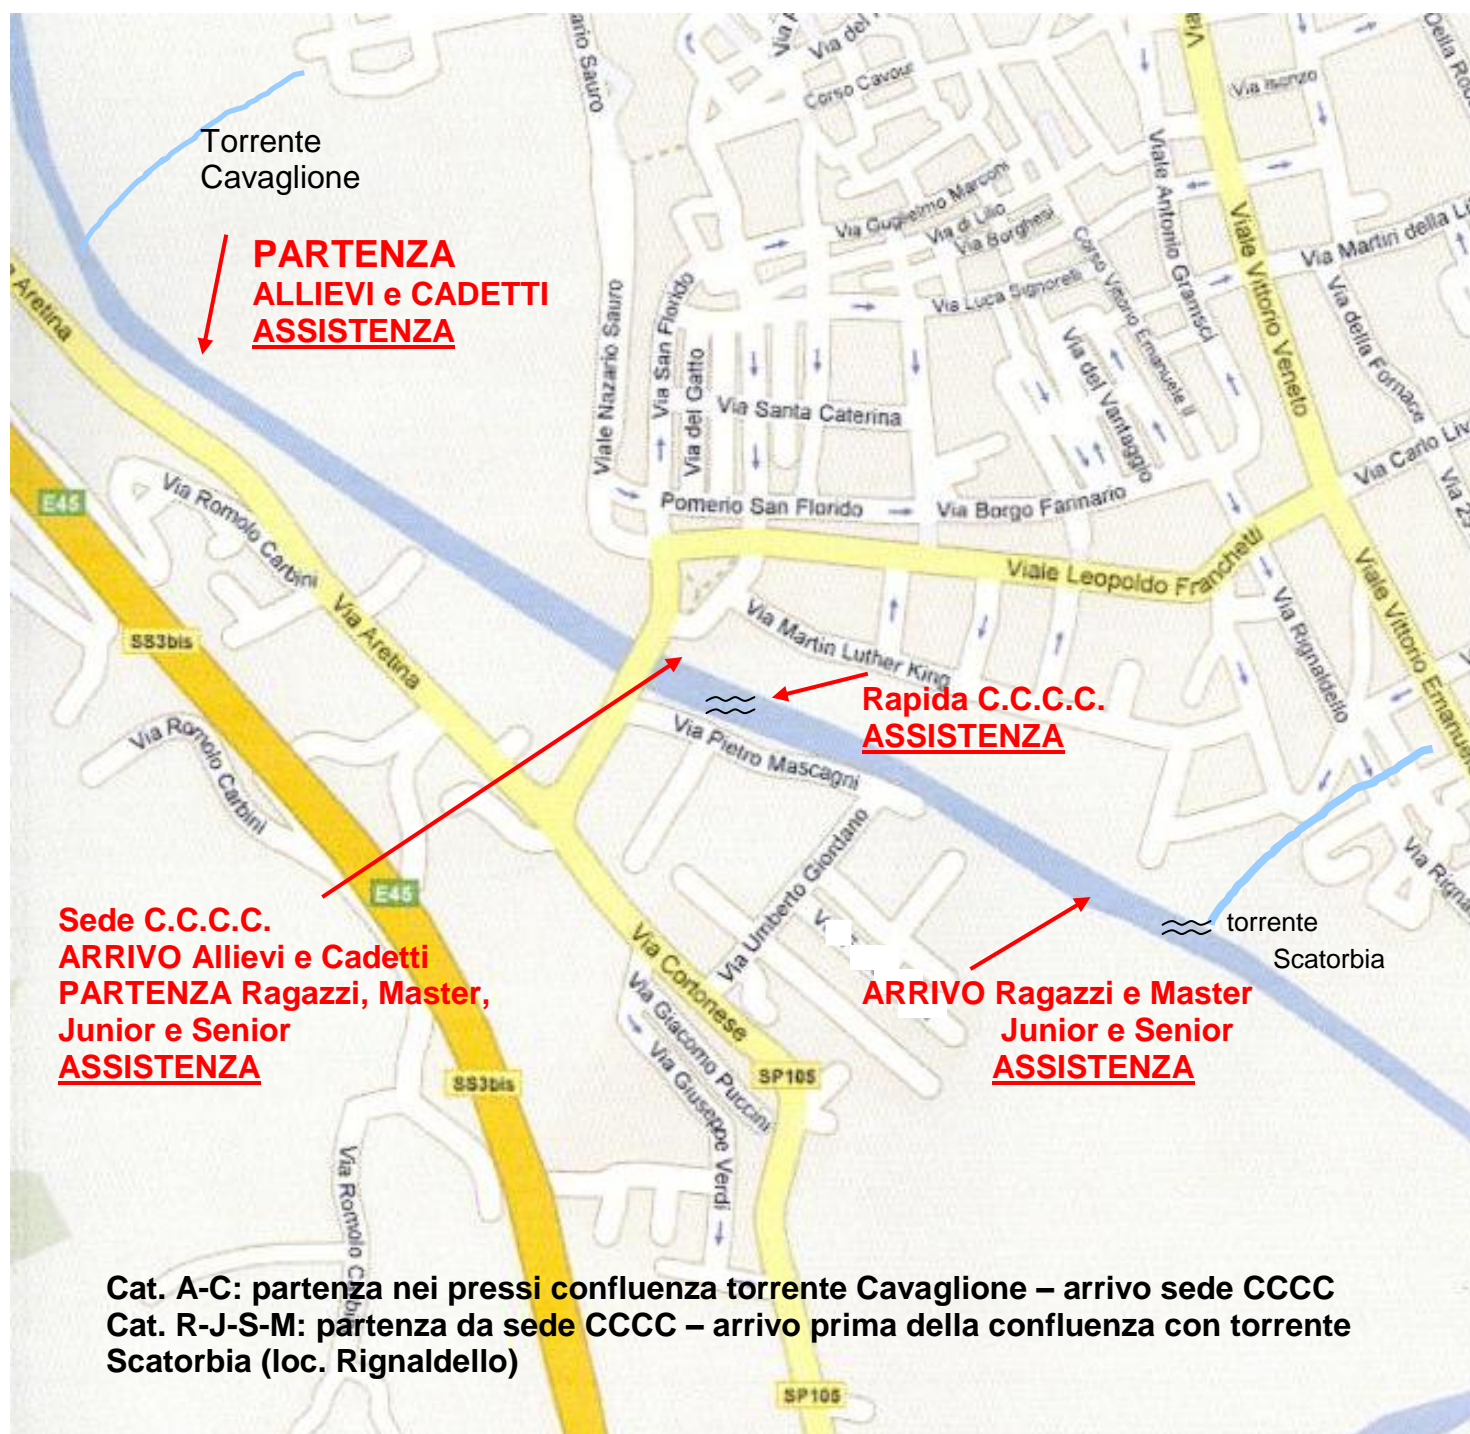 Torrente
Cavaglione
PARTENZA
ALLIEVI e CADETTI
ASSISTENZA
Rapida C.C.C.C.
ASSISTENZA
Sede C.C.C.C.
ARRIVO Allievi e Cadetti
PARTENZA Ragazzi, Master,
Junior e Senior
ASSISTENZA
torrente
Scatorbia
ARRIVO Ragazzi e Master
Junior e Senior
ASSISTENZA
Corso Cavour
Via Isonzo
Viale Antonio Gramsci
Via Guglielmo Marconi
Via di Lilio
Via Borghesi
Via Luca Signorelli
Corso Vittorio Emanuele II
Viale Vittorio Veneto
Via Martiri della
Via della Fornace
Via Carlo
Viale Nazario Sauro
Via San Florido
Via del Gatto
Via Santa Caterina
Via del Vantaggio
Pomerio San Florido
Via Borgo Farinario
Viale Leopoldo Franchetti
Viale Vittorio Emanuele
Via Rignaldello
Via Martin Luther King
Aretina
E45
Via Romolo Carbini
SS3bis
Via Aretina
Via Romolo Carbini
Via Pietro Mascagni
Via Umberto Giordano
E45
Via Cortonese
Via Giacomo Puccini
Via Giuseppe Verdi
SP105
SS3bis
Via Romolo
SP105
Cat. A-C: partenza nei pressi confluenza torrente Cavaglione – arrivo sede CCCC
Cat. R-J-S-M: partenza da sede CCCC – arrivo prima della confluenza con torrente
Scatorbia (loc. Rignaldello)